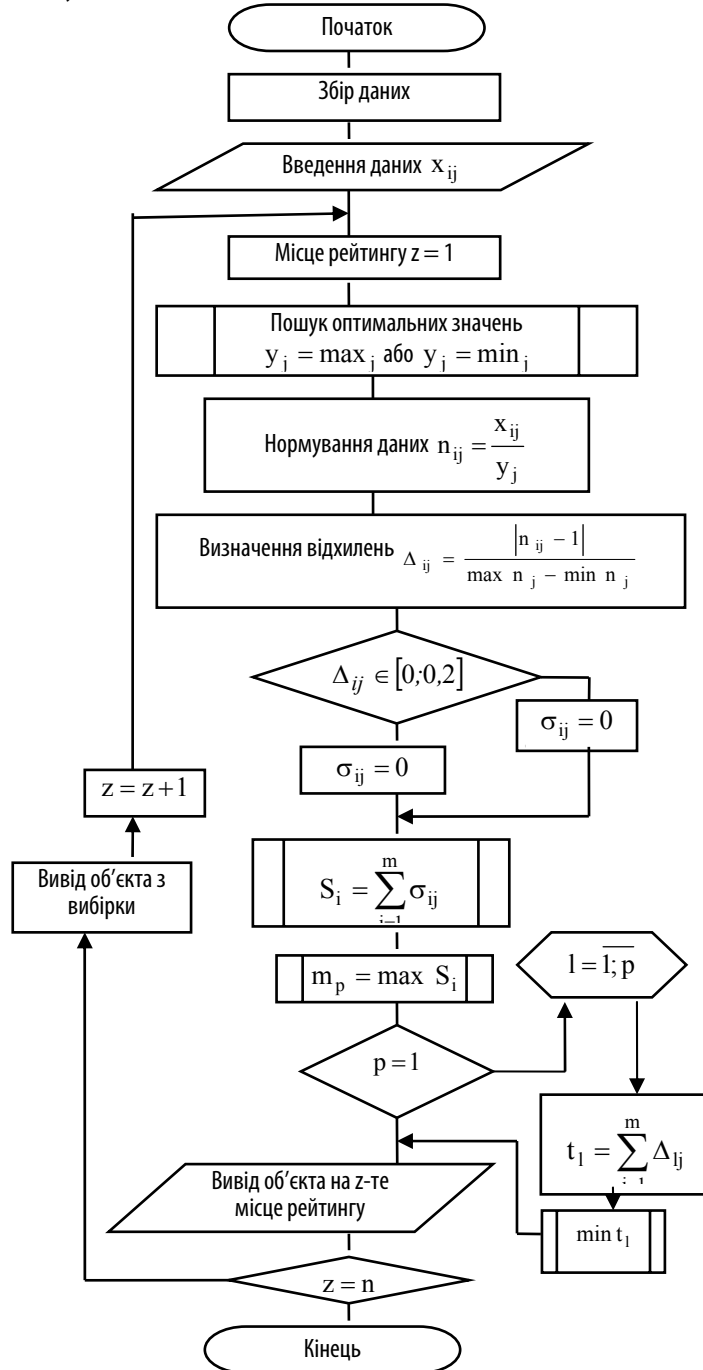 Початок
Збір даних
Введення даних x_ij
Місце рейтингу z = 1
Пошук оптимальних значень
y_j = max_j або y_j = min_j
Нормування даних n_ij = x_ij / y_j
Визначення відхилень Δ_ij = |n_ij − 1| / (max n_j − min n_j)
Δ_ij ∈ [0;0,2]
σ_ij = 0
σ_ij = 0
z = z + 1
Вивід об’єкта з
вибірки
S_i = ∑_{j=1}^{m} σ_ij
m_p = max S_i
l = \overline{l; p}
p = 1
t_l = ∑_{j=1}^{m} Δ_lj
min t_l
Вивід об’єкта на z-те
місце рейтингу
z = n
Кінець